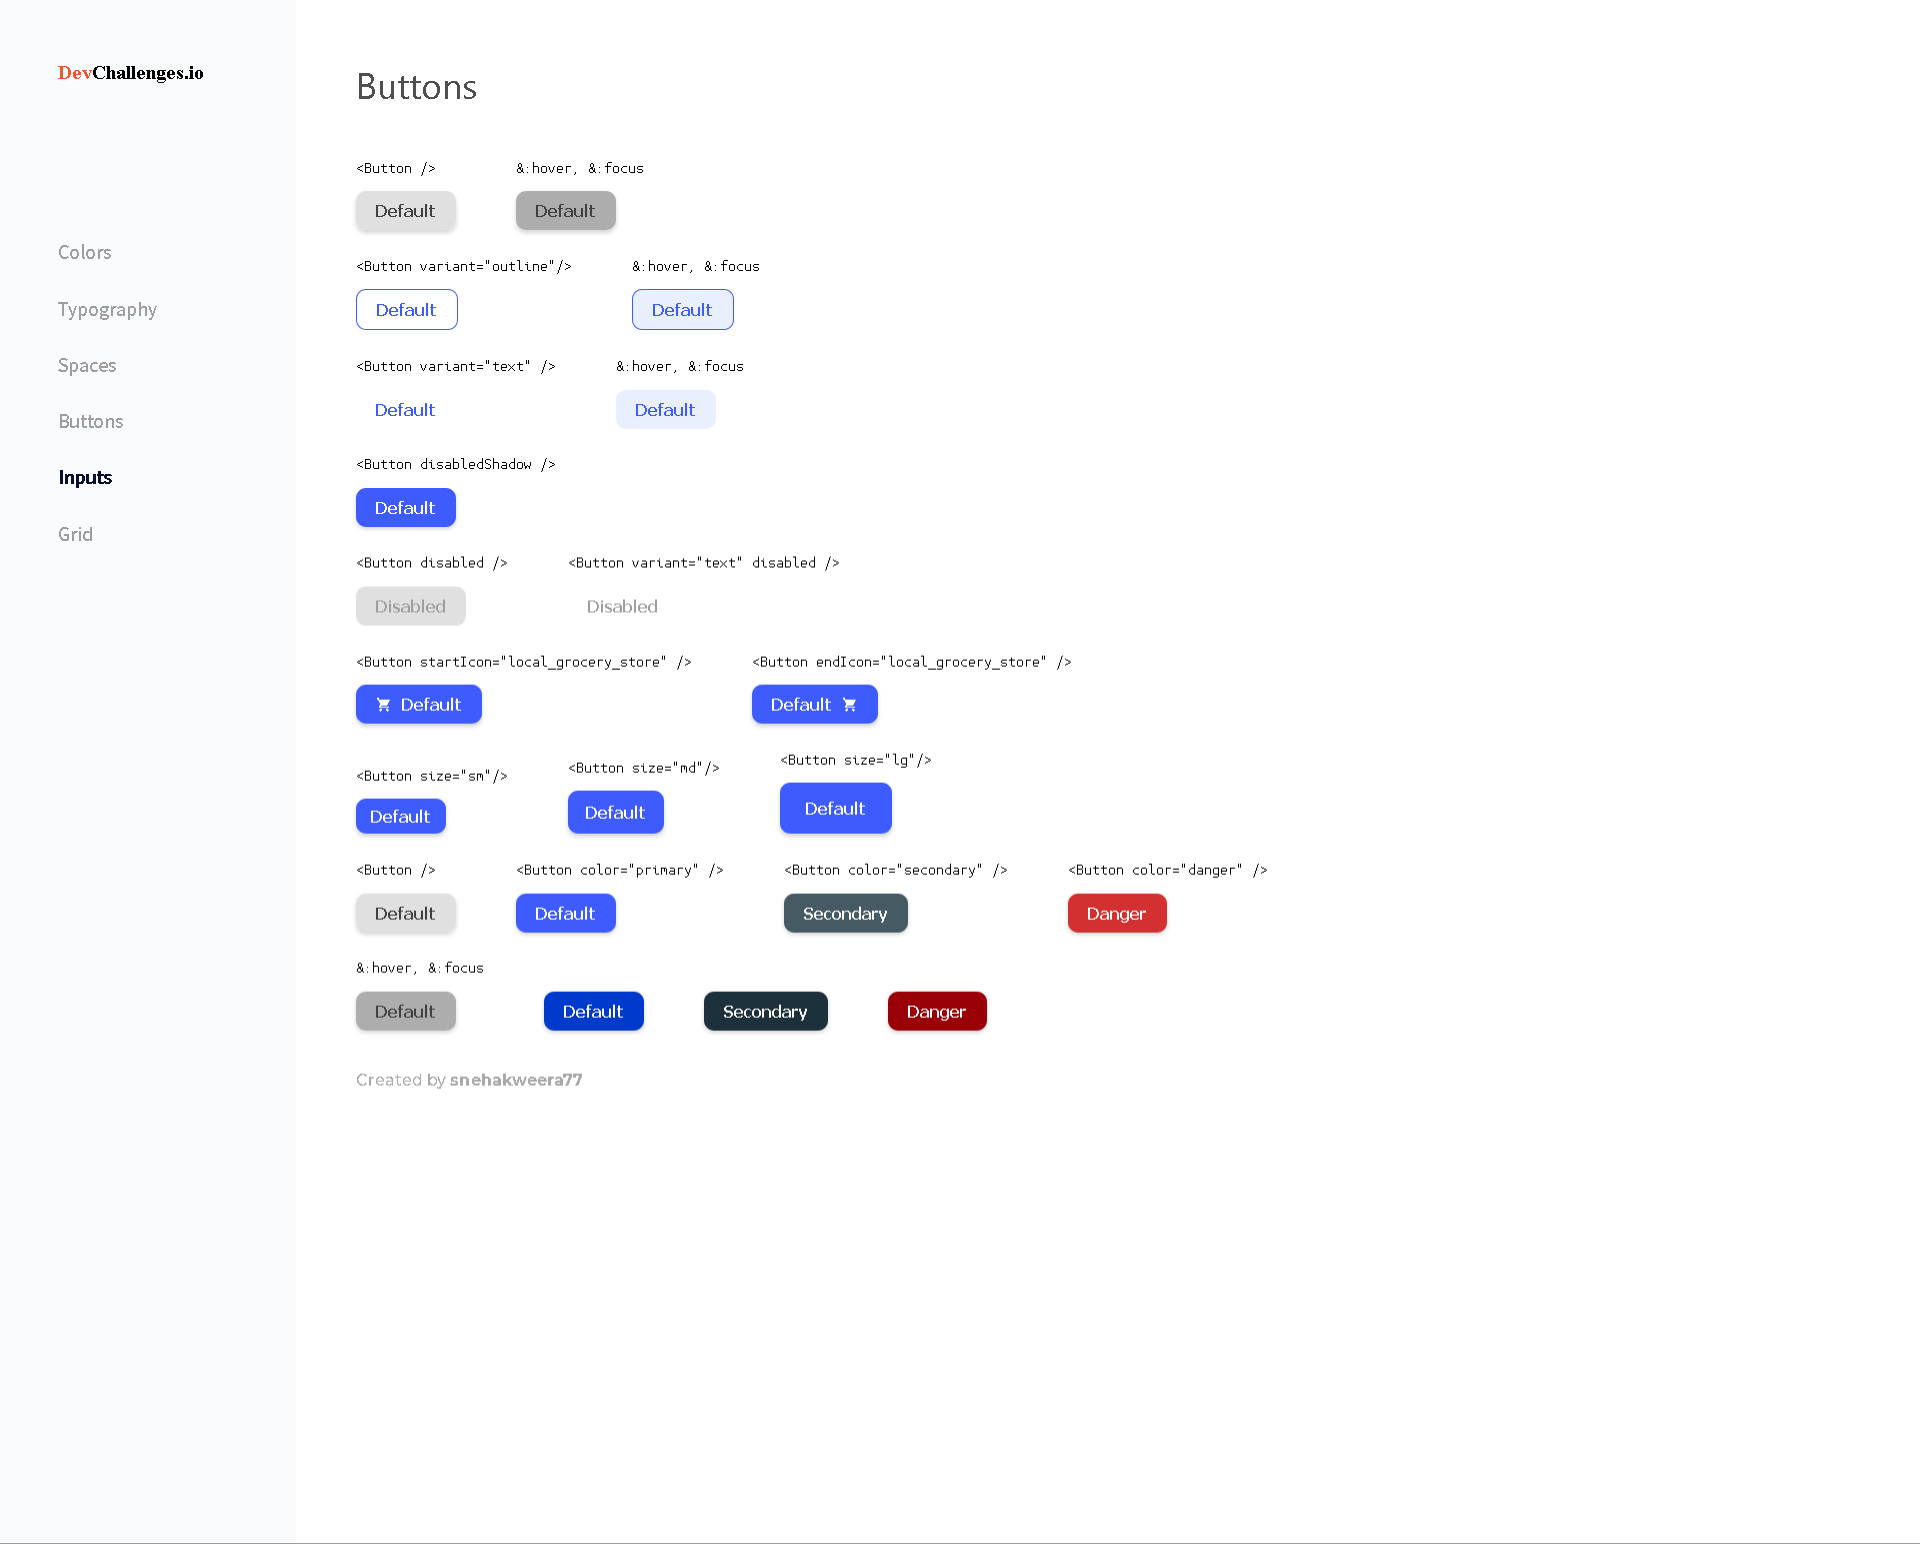 DevChallenges.io
Colors
Typography
Spaces
Buttons
Inputs
Grid
Buttons
<Button /> &:hover, &:focus
Default Default
<Button variant="outline"/> &:hover, &:focus
Default Default
<Button variant="text" /> &:hover, &:focus
Default Default
<Button disabledShadow />
Default
<Button disabled /> <Button variant="text" disabled />
Disabled Disabled
<Button startIcon="local_grocery_store" /> <Button endIcon="local_grocery_store" />
Default Default
<Button size="sm"/> <Button size="md"/> <Button size="lg"/>
Default Default Default
<Button /> <Button color="primary" /> <Button color="secondary" /> <Button color="danger" />
Default Default Secondary Danger
&:hover, &:focus
Default Default Secondary Danger
Created by snehakweera77